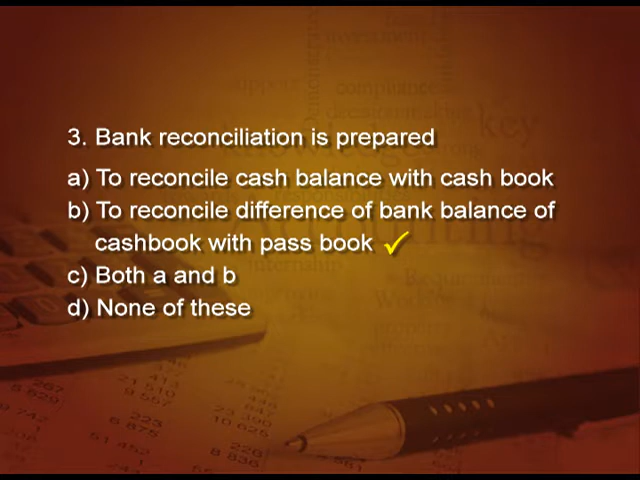 3. Bank reconciliation is prepared
a) To reconcile cash balance with cash book
b) To reconcile difference of bank balance of
cashbook with pass book
c) Both a and b
d) None of these